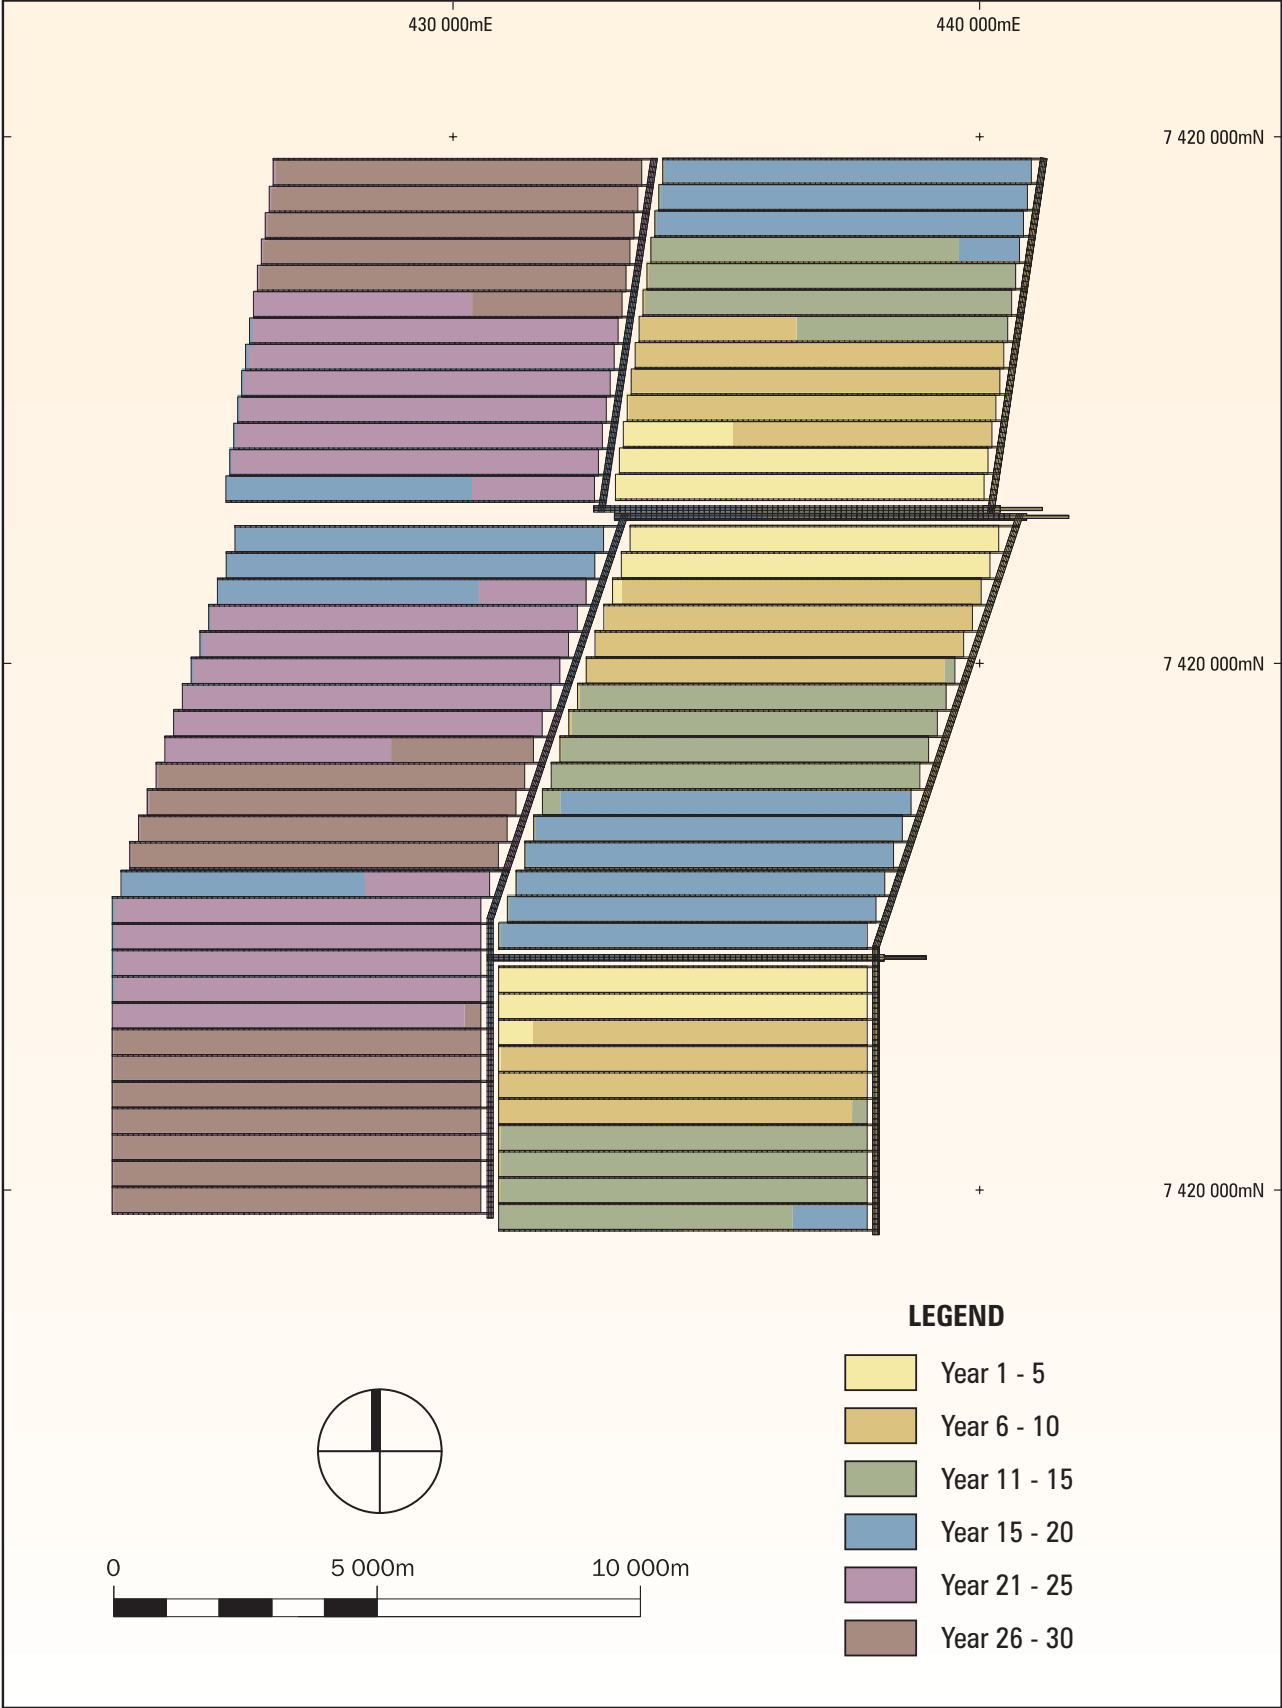 430 000mE 440 000mE
7 420 000mN
7 420 000mN
7 420 000mN
LEGEND
Year 1 - 5
Year 6 - 10
Year 11 - 15
Year 15 - 20
Year 21 - 25
Year 26 - 30
0 5 000m 10 000m